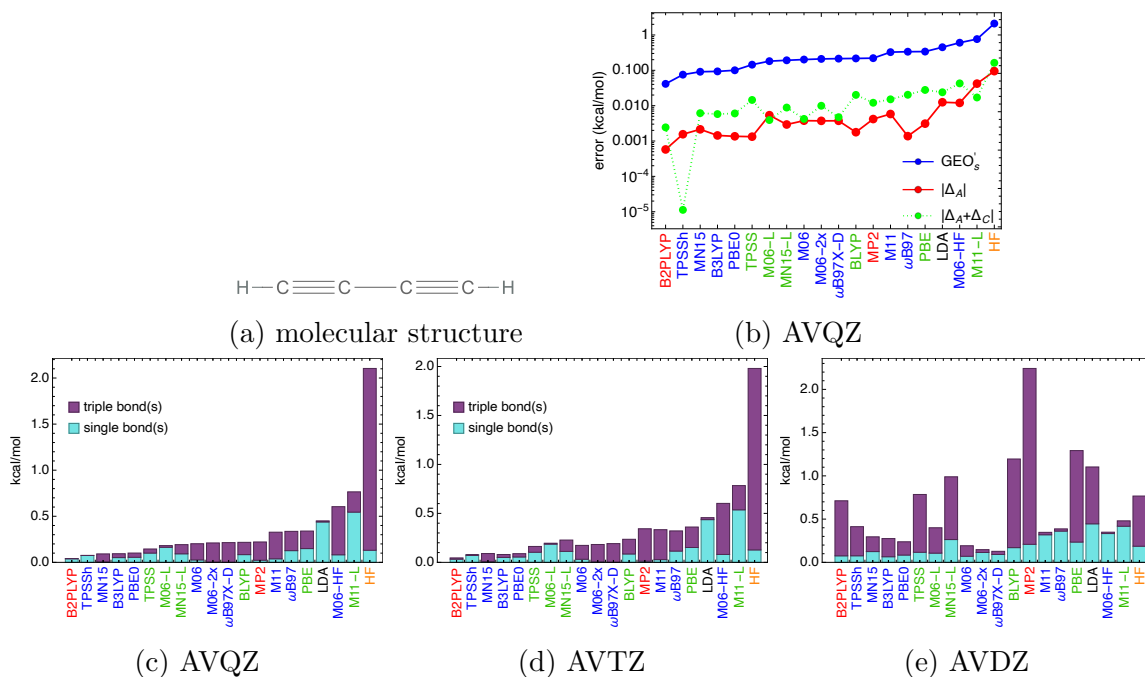 H C C C C H
(a) molecular structure
error (kcal/mol)
1
0.100
0.010
0.001
10⁻⁴
10⁻⁵
GEO's
|Δ_A|
|Δ_A+Δ_C|
B2PLYP
TPSSh
MN15
B3LYP
PBE0
TPSS
M06-L
MN15-L
M06
M06-2x
ωB97X-D
BLYP
MP2
M11
ωB97
PBE
LDA
M06-HF
M11-L
HF
(b) AVQZ
kcal/mol
2.0
1.5
1.0
0.5
0.0
triple bond(s)
single bond(s)
B2PLYP
TPSSh
MN15
B3LYP
PBE0
TPSS
M06-L
MN15-L
M06
M06-2x
ωB97X-D
BLYP
MP2
M11
ωB97
PBE
LDA
M06-HF
M11-L
HF
(c) AVQZ
kcal/mol
2.0
1.5
1.0
0.5
0.0
triple bond(s)
single bond(s)
B2PLYP
TPSSh
MN15
B3LYP
PBE0
TPSS
M06-L
MN15-L
M06
M06-2x
ωB97X-D
BLYP
MP2
M11
ωB97
PBE
LDA
M06-HF
M11-L
HF
(d) AVTZ
kcal/mol
2.0
1.5
1.0
0.5
0.0
B2PLYP
TPSSh
MN15
B3LYP
PBE0
TPSS
M06-L
MN15-L
M06
M06-2x
ωB97X-D
BLYP
MP2
M11
ωB97
PBE
LDA
M06-HF
M11-L
HF
(e) AVDZ